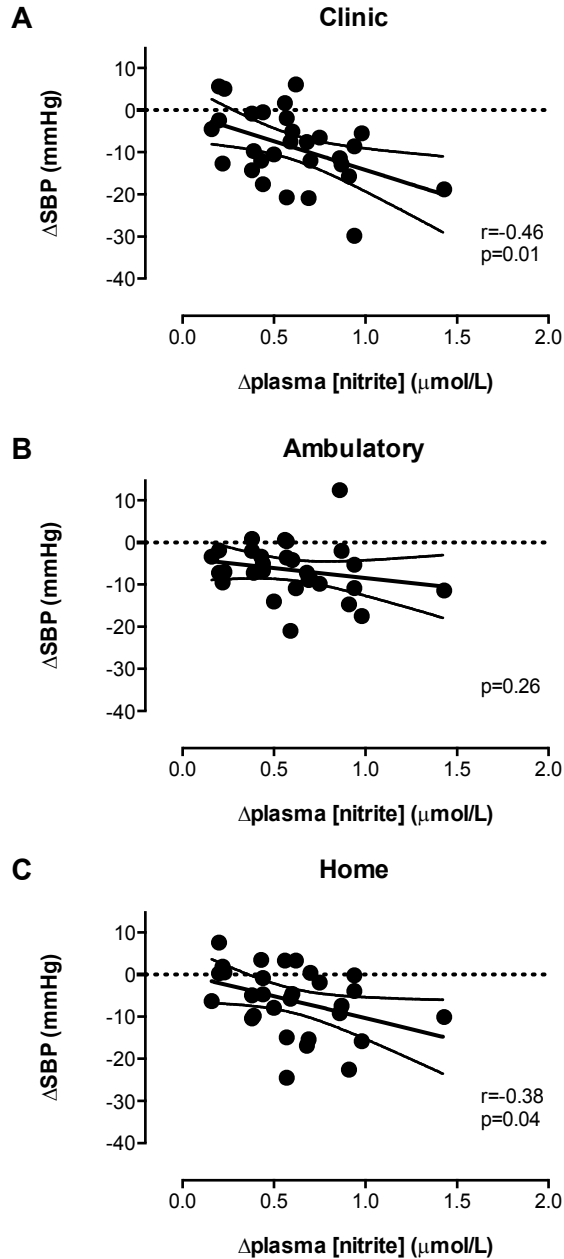 A
Clinic
10
0
-10
-20
-30
-40
ΔSBP (mmHg)
r=-0.46
p=0.01
0.0 0.5 1.0 1.5 2.0
Δplasma [nitrite] (μmol/L)
B
Ambulatory
10
0
-10
-20
-30
-40
ΔSBP (mmHg)
p=0.26
0.0 0.5 1.0 1.5 2.0
Δplasma [nitrite] (μmol/L)
C
Home
10
0
-10
-20
-30
-40
ΔSBP (mmHg)
r=-0.38
p=0.04
0.0 0.5 1.0 1.5 2.0
Δplasma [nitrite] (μmol/L)